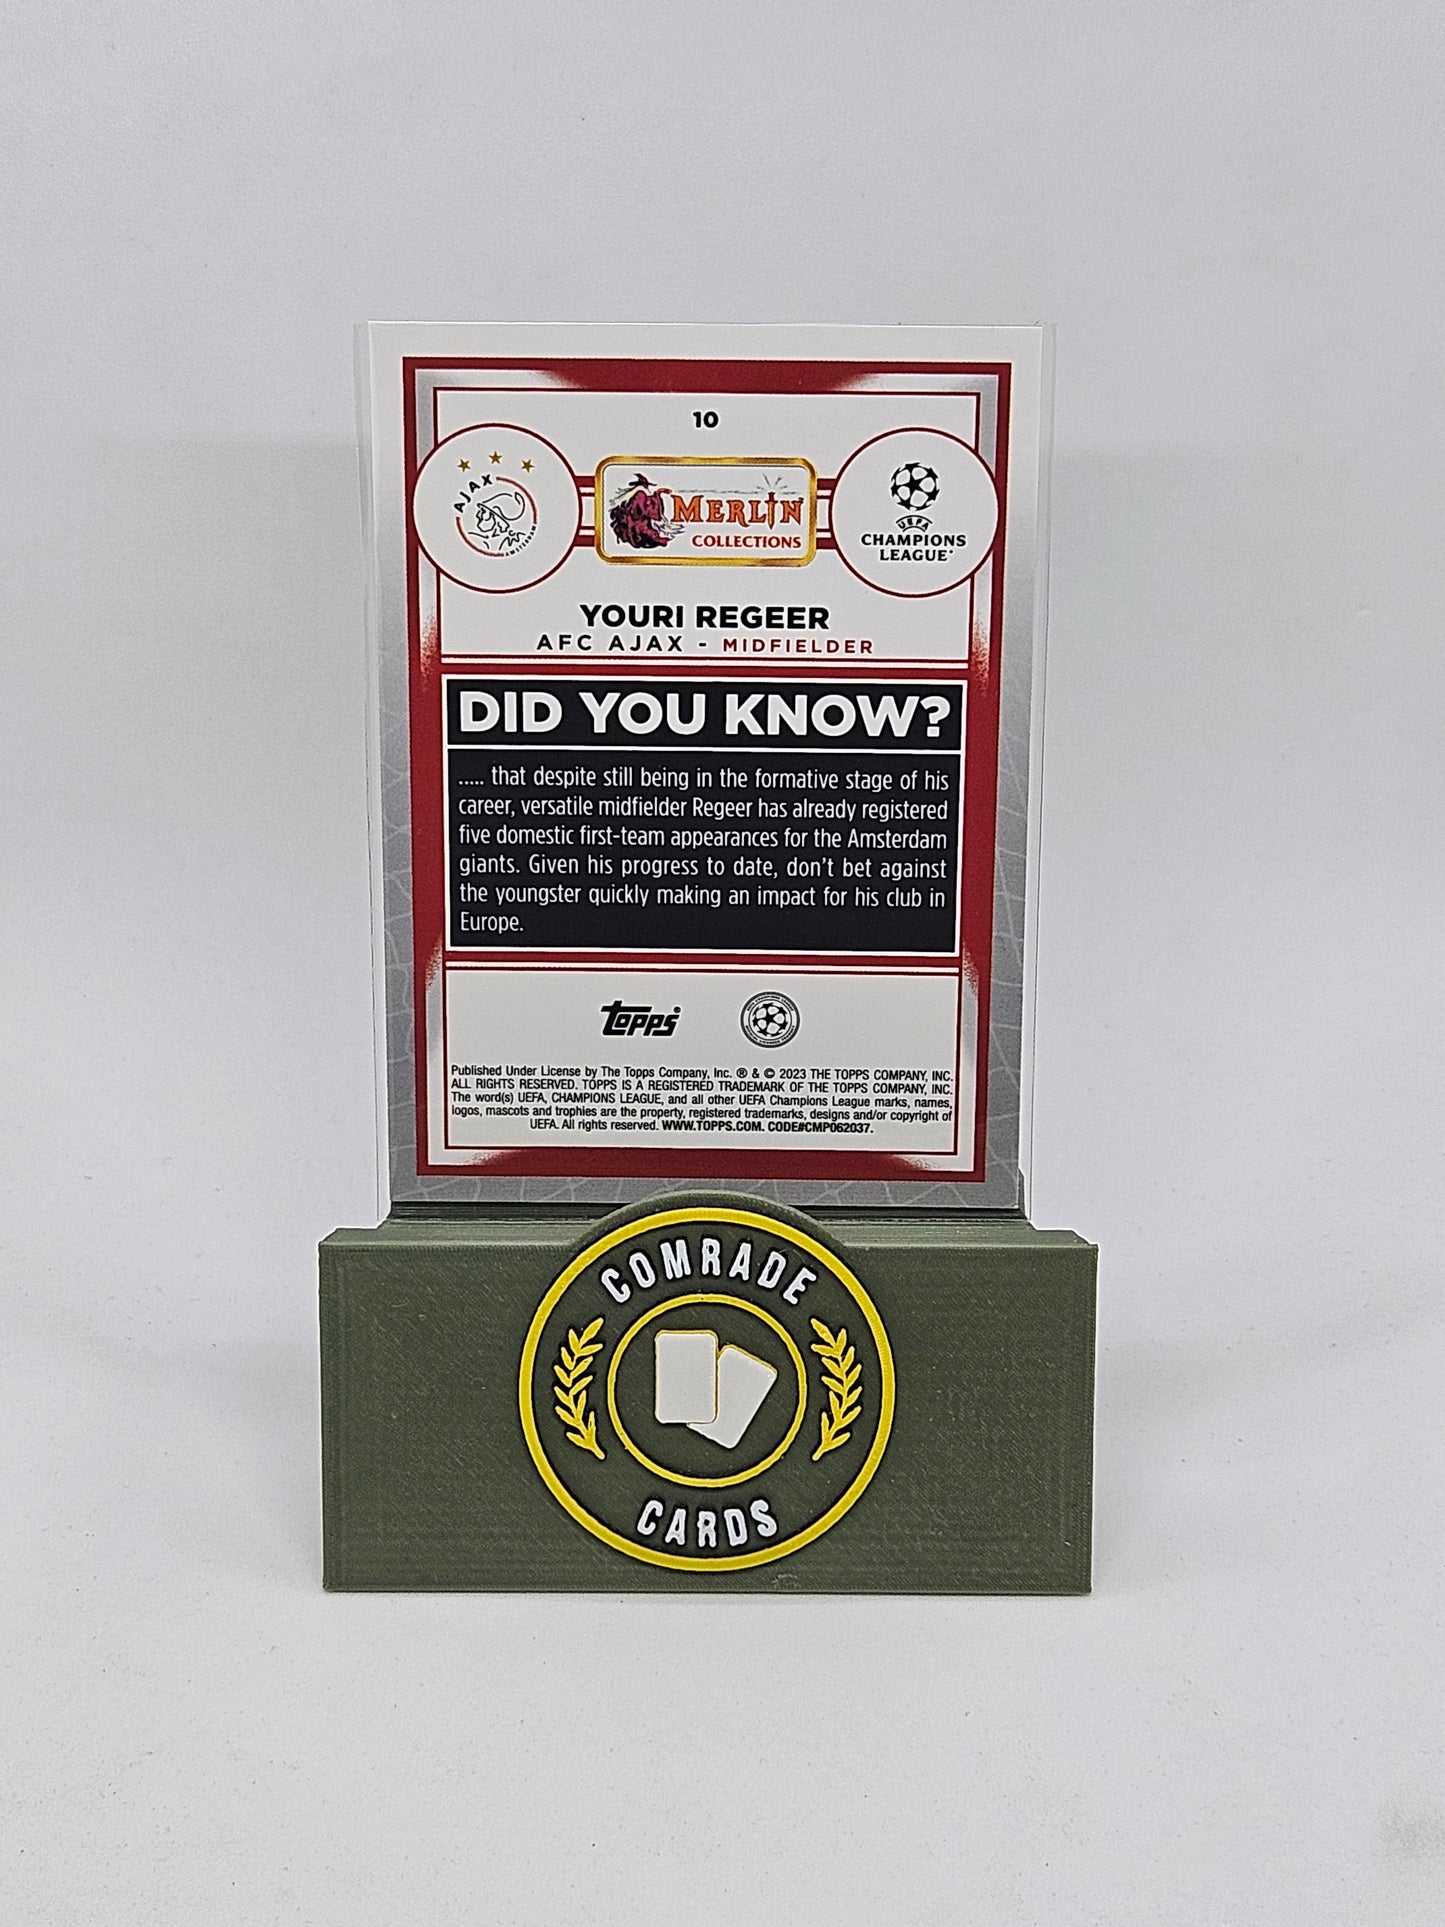 10
AJAX
AMSTERDAM
MERLIN
COLLECTIONS
UEFA
CHAMPIONS
LEAGUE
YOURI REGEER
AFC AJAX - MIDFIELDER
DID YOU KNOW?
..... that despite still being in the formative stage of his
career, versatile midfielder Regeer has already registered
five domestic first-team appearances for the Amsterdam
giants. Given his progress to date, don't bet against
the youngster quickly making an impact for his club in
Europe.
Topps®
Published Under License by The Topps Company, Inc. ® & © 2023 THE TOPPS COMPANY, INC.
ALL RIGHTS RESERVED. TOPPS IS A REGISTERED TRADEMARK OF THE TOPPS COMPANY, INC.
The word(s) UEFA, CHAMPIONS LEAGUE, and all other UEFA Champions League marks, names,
logos, mascots and trophies are the property, registered trademarks, designs and/or copyright of
UEFA. All rights reserved. WWW.TOPPS.COM. CODE#CMP062037.
COMRADE
CARDS